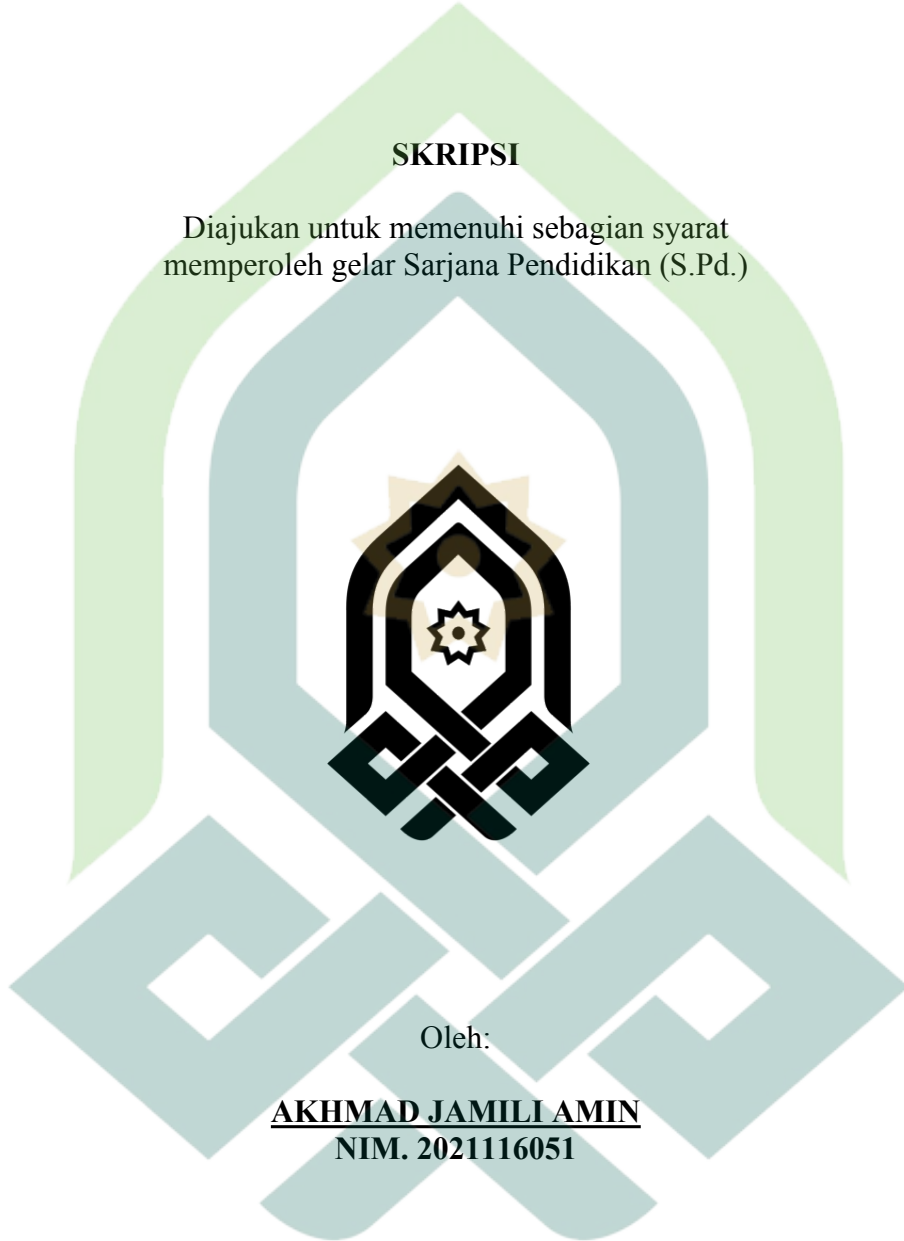 SKRIPSI
Diajukan untuk memenuhi sebagian syarat
memperoleh gelar Sarjana Pendidikan (S.Pd.)
Oleh:
AKHMAD JAMILI AMIN
NIM. 2021116051